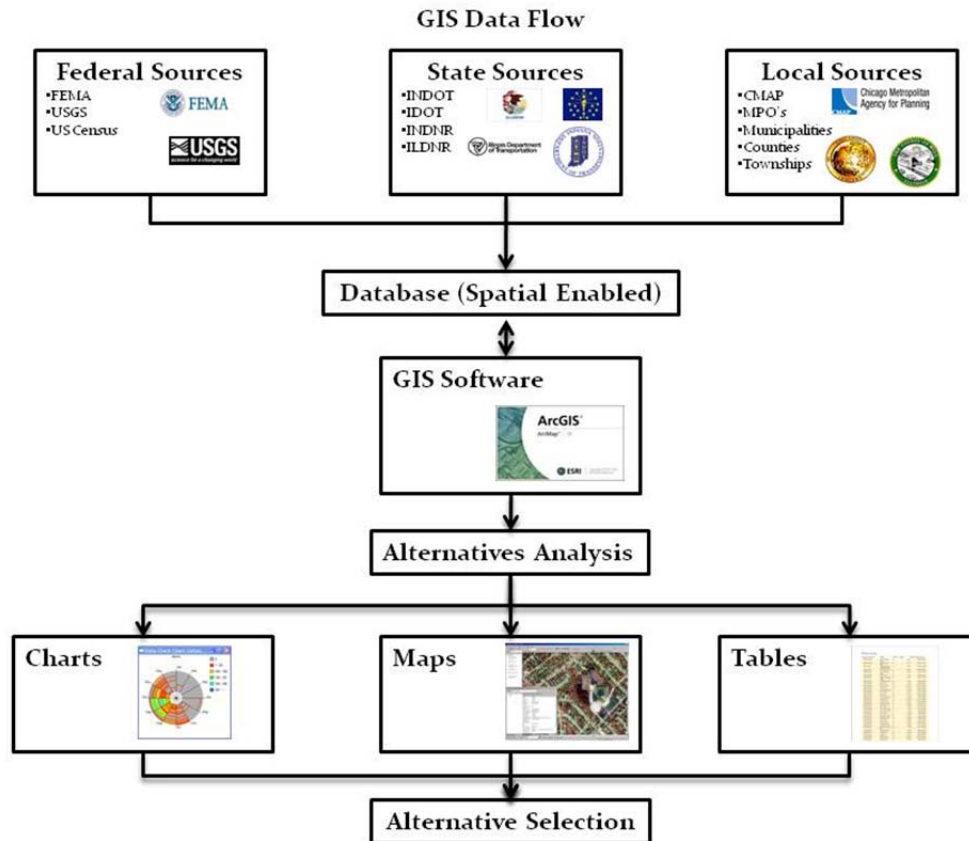 GIS Data Flow
Federal Sources
▪FEMA
▪USGS
▪US Census
FEMA
USGS
science for a changing world
State Sources
▪INDOT
▪IDOT
▪INDNR
▪ILDNR
Illinois Department
of Transportation
Local Sources
▪CMAP
▪MPO's
▪Municipalities
▪Counties
▪Townships
CMAP
Chicago Metropolitan
Agency for Planning
Database (Spatial Enabled)
GIS Software
ArcGIS
ArcMap
ESRI
Alternatives Analysis
Charts
Maps
Tables
Alternative Selection